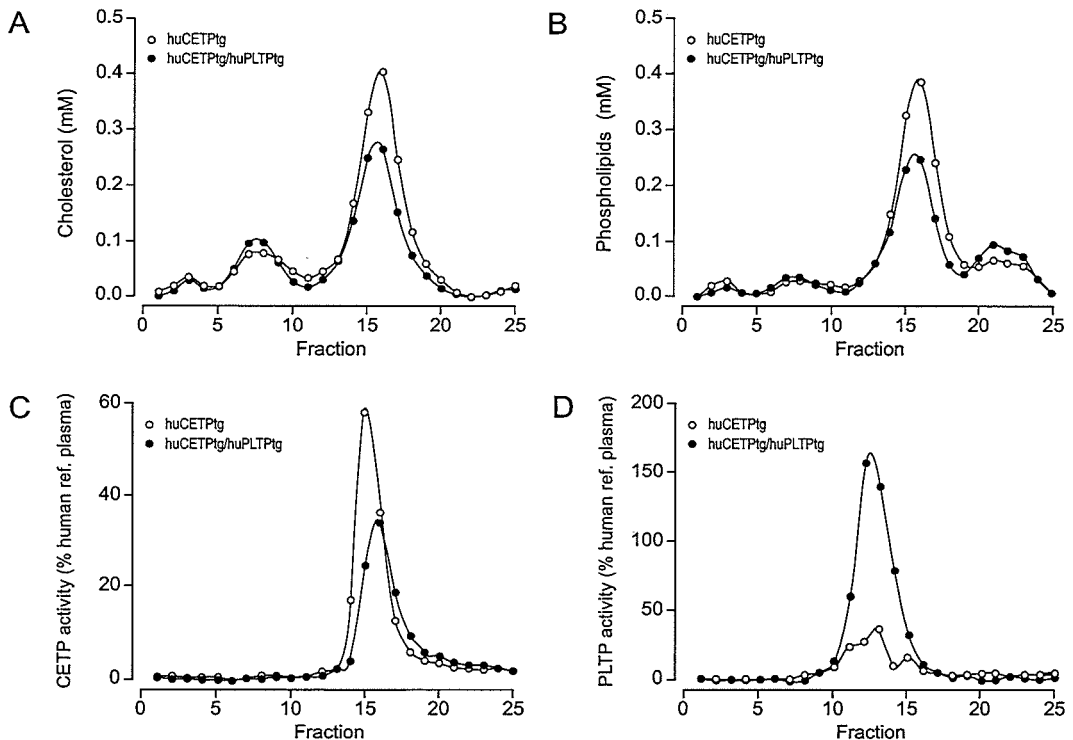 A
huCETPtg
huCETPtg/huPLTPtg
Cholesterol (mM)
0.5
0.4
0.3
0.2
0.1
0.0
0 5 10 15 20 25
Fraction
B
huCETPtg
huCETPtg/huPLTPtg
Phospholipids (mM)
0.5
0.4
0.3
0.2
0.1
0.0
0 5 10 15 20 25
Fraction
C
huCETPtg
huCETPtg/huPLTPtg
CETP activity (% human ref. plasma)
60
40
20
0
0 5 10 15 20 25
Fraction
D
huCETPtg
huCETPtg/huPLTPtg
PLTP activity (% human ref. plasma)
200
150
100
50
0
0 5 10 15 20 25
Fraction